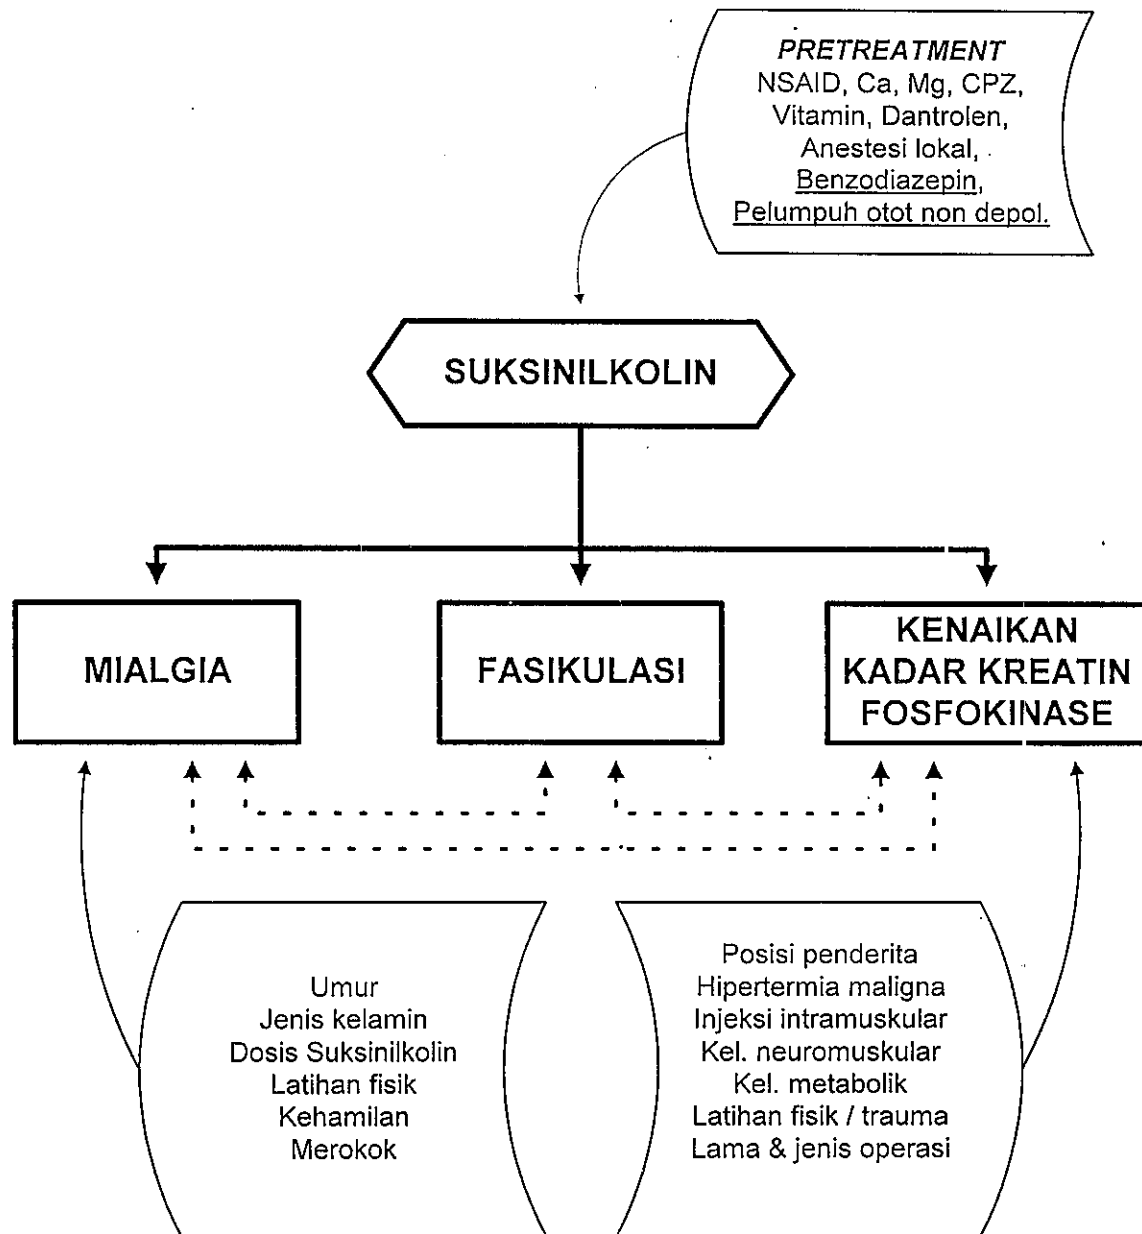 PRETREATMENT
NSAID, Ca, Mg, CPZ,
Vitamin, Dantrolen,
Anestesi lokal,
Benzodiazepin,
Pelumpuh otot non depol.
SUKSINILKOLIN
MIALGIA
FASIKULASI
KENAIKAN
KADAR KREATIN
FOSFOKINASE
Umur
Jenis kelamin
Dosis Suksinilkolin
Latihan fisik
Kehamilan
Merokok
Posisi penderita
Hipertermia maligna
Injeksi intramuskular
Kel. neuromuskular
Kel. metabolik
Latihan fisik / trauma
Lama & jenis operasi